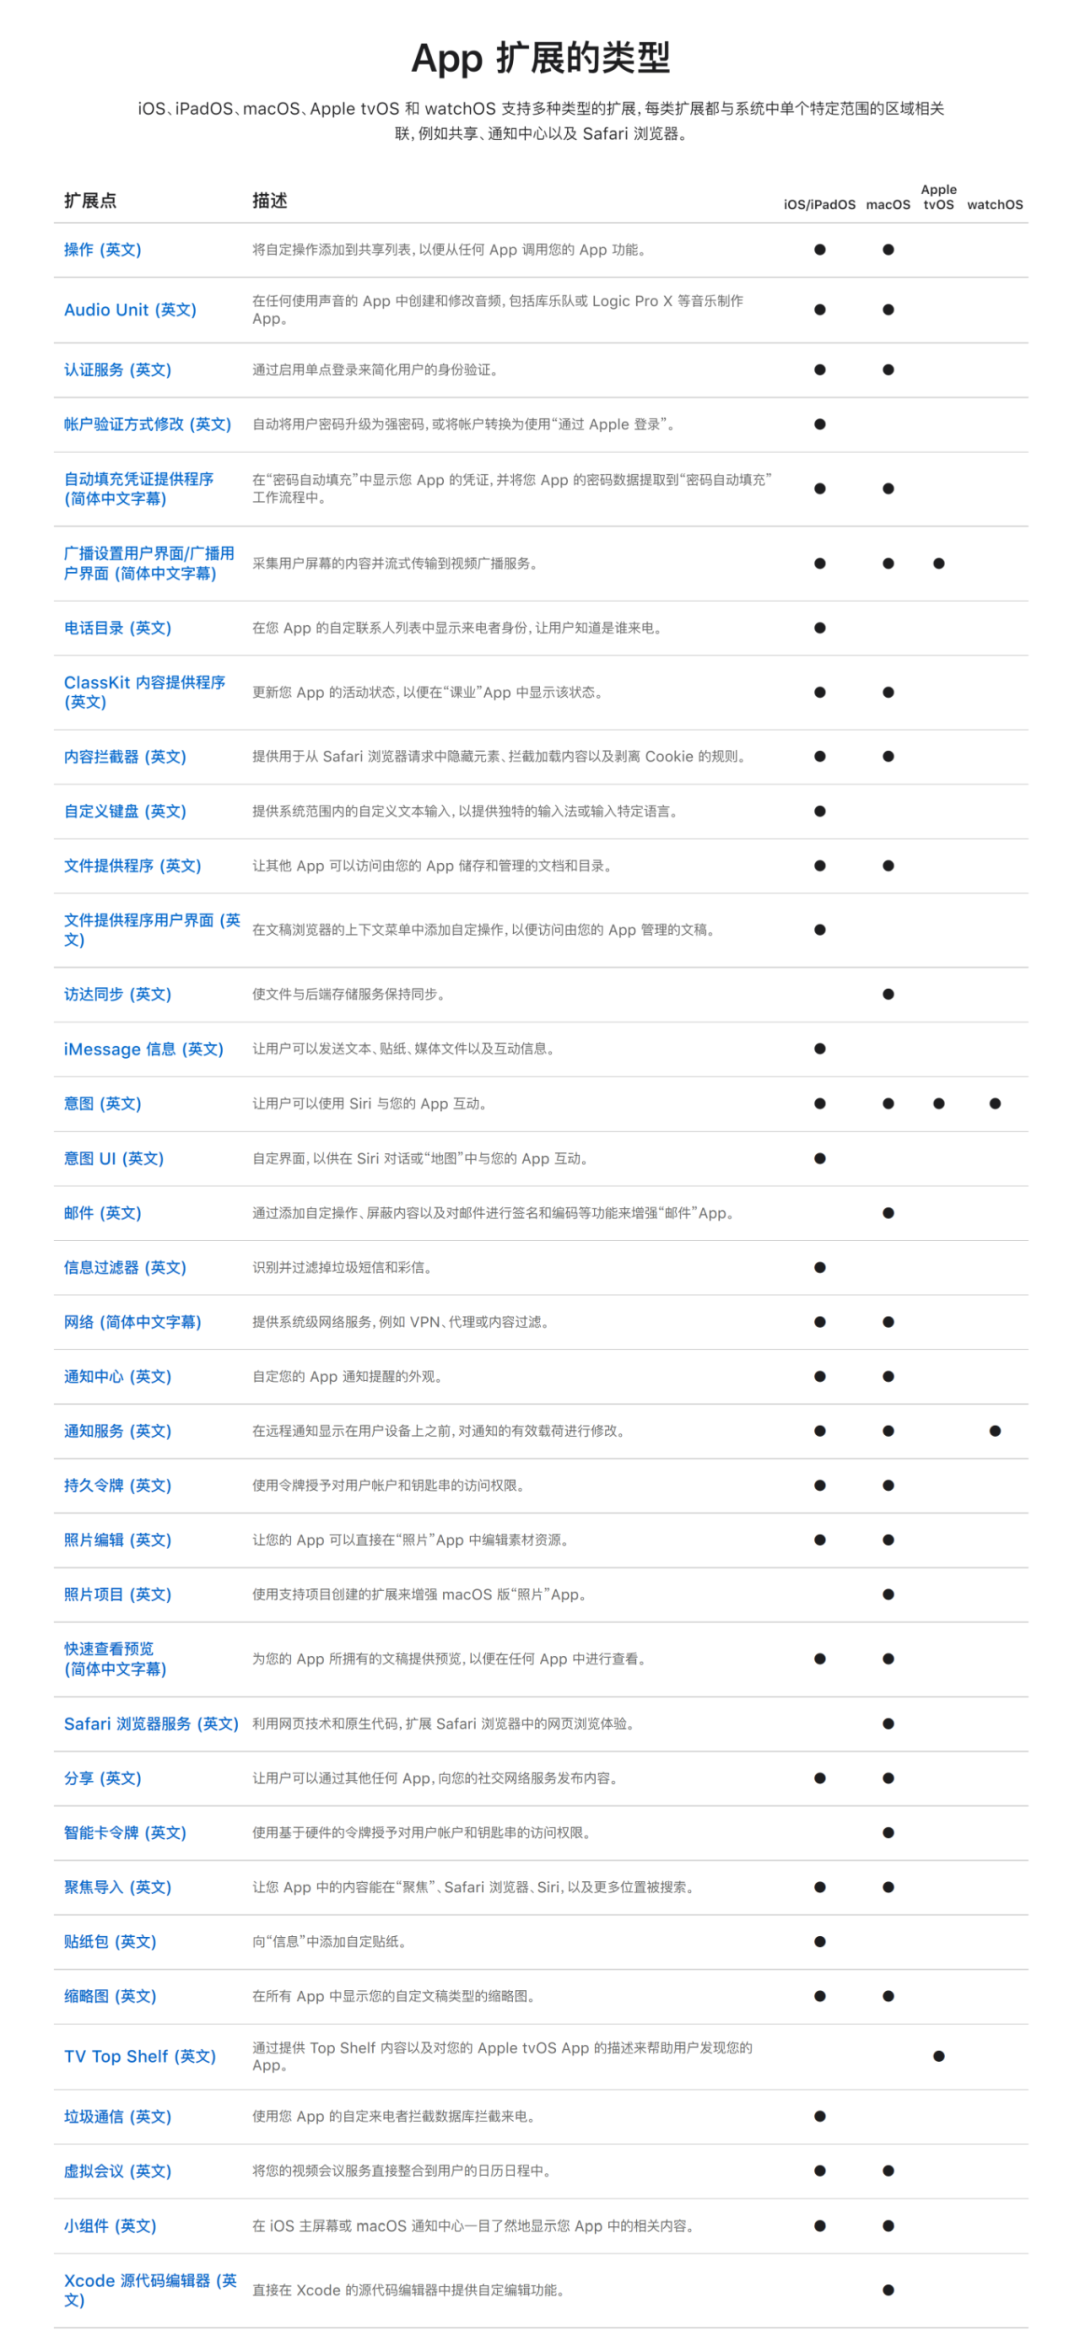 App 扩展的类型
iOS、iPadOS、macOS、Apple tvOS 和 watchOS 支持多种类型的扩展，每类扩展都与系统中单个特定范围的区域相关
联，例如共享、通知中心以及 Safari 浏览器。
扩展点 描述 iOS/iPadOS macOS Apple
tvOS watchOS
操作 (英文) 将自定操作添加到共享列表，以便从任何 App 调用您的 App 功能。 ● ●
Audio Unit (英文) 在任何使用声音的 App 中创建和修改音频，包括库乐队或 Logic Pro X 等音乐制作
App。 ● ●
认证服务 (英文) 通过启用单点登录来简化用户的身份验证。 ● ●
帐户验证方式修改 (英文) 自动将用户密码升级为强密码，或将帐户转换为使用“通过 Apple 登录”。 ●
自动填充凭证提供程序
(简体中文字幕) 在“密码自动填充”中显示您 App 的凭证，并将您 App 的密码数据提取到“密码自动填充”
工作流程中。 ● ●
广播设置用户界面/广播用
户界面 (简体中文字幕) 采集用户屏幕的内容并流式传输到视频广播服务。 ● ● ●
电话目录 (英文) 在您 App 的自定联系人列表中显示来电者身份，让用户知道是谁来电。 ●
ClassKit 内容提供程序
(英文) 更新您 App 的活动状态，以便在“课业”App 中显示该状态。 ● ●
内容拦截器 (英文) 提供用于从 Safari 浏览器请求中隐藏元素、拦截加载内容以及剥离 Cookie 的规则。 ● ●
自定义键盘 (英文) 提供系统范围内的自定义文本输入，以提供独特的输入法或输入特定语言。 ●
文件提供程序 (英文) 让其他 App 可以访问由您的 App 储存和管理的文档和目录。 ● ●
文件提供程序用户界面 (英
文) 在文稿浏览器的上下文菜单中添加自定操作，以便访问由您的 App 管理的文稿。 ●
访达同步 (英文) 使文件与后端存储服务保持同步。 ●
iMessage 信息 (英文) 让用户可以发送文本、贴纸、媒体文件以及互动信息。 ●
意图 (英文) 让用户可以使用 Siri 与您的 App 互动。 ● ● ● ●
意图 UI (英文) 自定界面，以供在 Siri 对话或“地图”中与您的 App 互动。 ●
邮件 (英文) 通过添加自定操作、屏蔽内容以及对邮件进行签名和编码等功能来增强“邮件”App。 ●
信息过滤器 (英文) 识别并过滤掉垃圾短信和彩信。 ●
网络 (简体中文字幕) 提供系统级网络服务，例如 VPN、代理或内容过滤。 ● ●
通知中心 (英文) 自定您的 App 通知提醒的外观。 ● ●
通知服务 (英文) 在远程通知显示在用户设备上之前，对通知的有效载荷进行修改。 ● ● ●
持久令牌 (英文) 使用令牌授予对用户帐户和钥匙串的访问权限。 ● ●
照片编辑 (英文) 让您的 App 可以直接在“照片”App 中编辑素材资源。 ● ●
照片项目 (英文) 使用支持项目创建的扩展来增强 macOS 版“照片”App。 ●
快速查看预览
(简体中文字幕) 为您的 App 所拥有的文稿提供预览，以便在任何 App 中进行查看。 ● ●
Safari 浏览器服务 (英文) 利用网页技术和原生代码，扩展 Safari 浏览器中的网页浏览体验。 ●
分享 (英文) 让用户可以通过其他任何 App，向您的社交网络服务发布内容。 ● ●
智能卡令牌 (英文) 使用基于硬件的令牌授予对用户帐户和钥匙串的访问权限。 ●
聚焦导入 (英文) 让您 App 中的内容能在“聚焦”、Safari 浏览器、Siri，以及更多位置被搜索。 ● ●
贴纸包 (英文) 向“信息”中添加自定贴纸。 ●
缩略图 (英文) 在所有 App 中显示您的自定文稿类型的缩略图。 ● ●
TV Top Shelf (英文) 通过提供 Top Shelf 内容以及对您的 Apple tvOS App 的描述来帮助用户发现您的
App。 ●
垃圾通信 (英文) 使用您 App 的自定来电者拦截数据库拦截来电。 ●
虚拟会议 (英文) 将您的视频会议服务直接整合到用户的日历日程中。 ● ●
小组件 (英文) 在 iOS 主屏幕或 macOS 通知中心一目了然地显示您 App 中的相关内容。 ● ●
Xcode 源代码编辑器 (英
文) 直接在 Xcode 的源代码编辑器中提供自定编辑功能。 ●